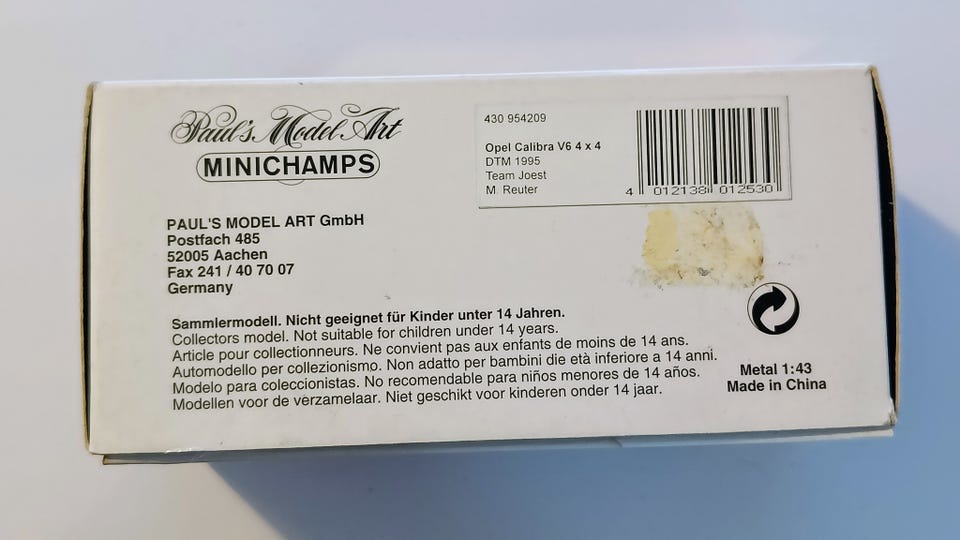 Paul's Model Art
MINICHAMPS
430 954209
Opel Calibra V6 4 x 4
DTM 1995
Team Joest
M. Reuter
4 012138 012530
PAUL'S MODEL ART GmbH
Postfach 485
52005 Aachen
Fax 241 / 40 70 07
Germany
Sammlermodell. Nicht geeignet für Kinder unter 14 Jahren.
Collectors model. Not suitable for children under 14 years.
Article pour collectionneurs. Ne convient pas aux enfants de moins de 14 ans.
Automodello per collezionismo. Non adatto per bambini die età inferiore a 14 anni.
Modelo para coleccionistas. No recomendable para niños menores de 14 años.
Modellen voor de verzamelaar. Niet geschikt voor kinderen onder 14 jaar.
Metal 1:43
Made in China